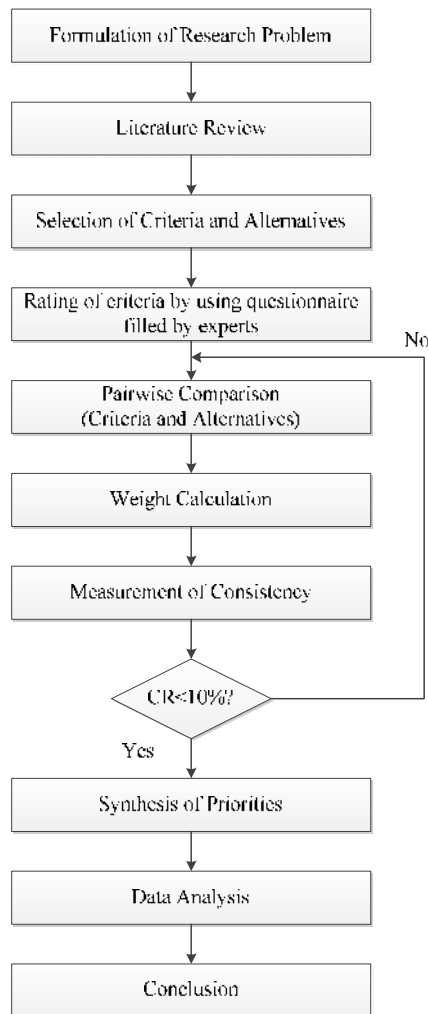 Formulation of Research Problem
Literature Review
Selection of Criteria and Alternatives
Rating of criteria by using questionnaire
filled by experts
No
Pairwise Comparison
(Criteria and Alternatives)
Weight Calculation
Measurement of Consistency
CR<10%?
Yes
Synthesis of Priorities
Data Analysis
Conclusion